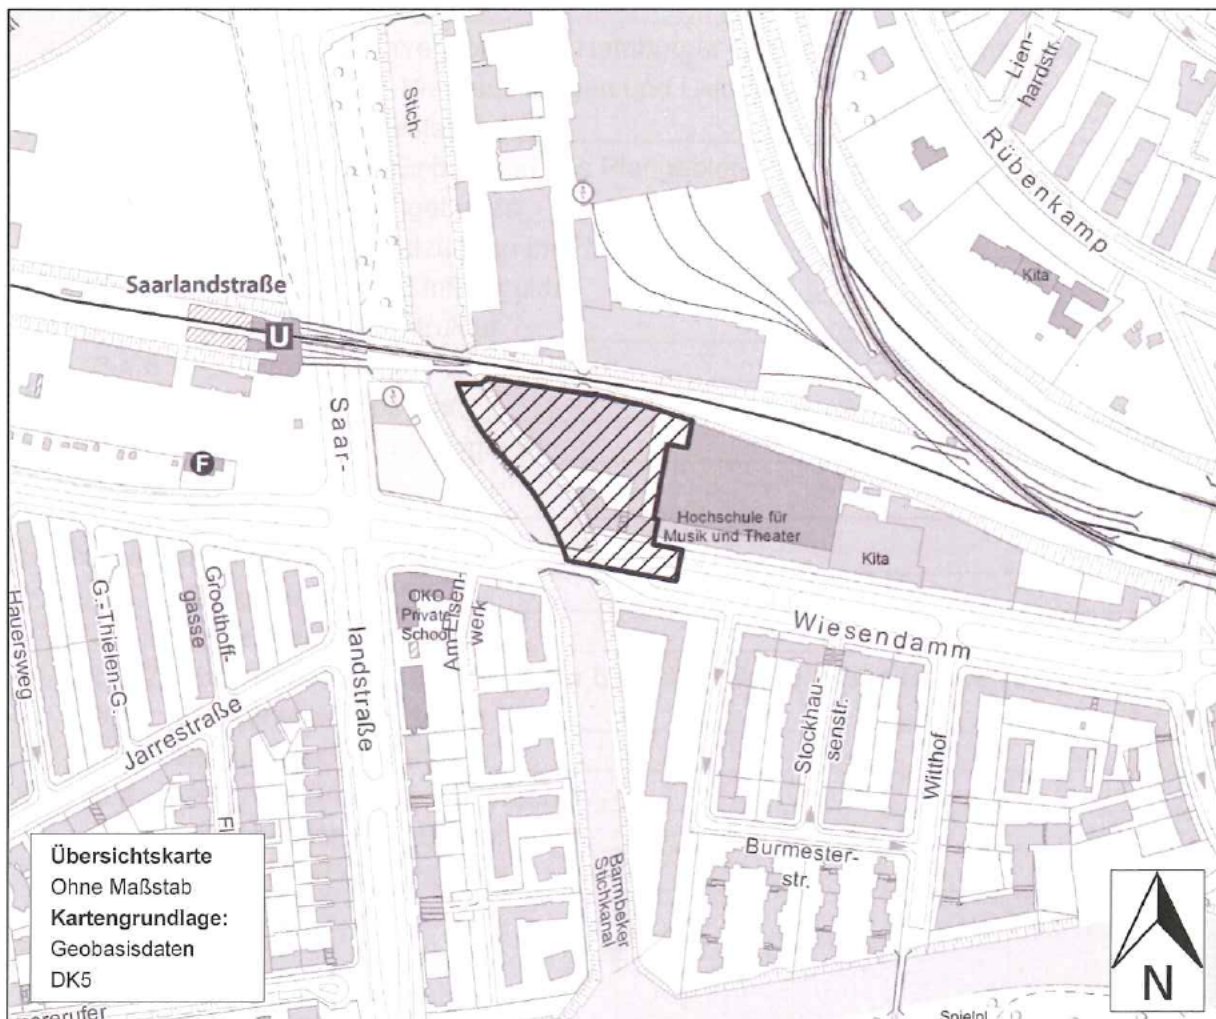 Lien-
hardstr.
Rübenkamp
Kita
Stich-
Saarlandstraße
U
Saar-
F
Hochschule für
Musik und Theater
Kita
Wiesendamm
Hauersweg
G.-Thielen-G.
Groothoff-
gasse
Jarrestraße
landstraße
ÖKO
Private
School
Am Eisen-
werk
Stockhau-
senstr.
Witthof
Burmester-
str.
Barmbeker
Stichkanal
Übersichtskarte
Ohne Maßstab
Kartengrundlage:
Geobasisdaten
DK5
N
Spielpl